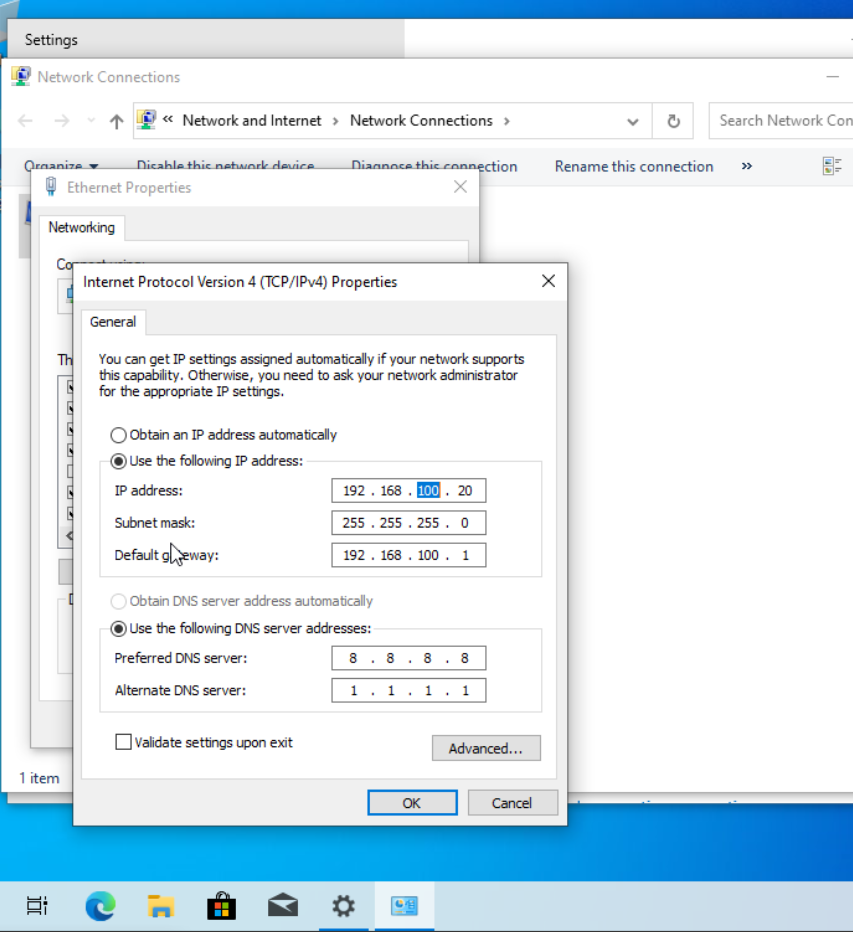 Settings
Network Connections
« Network and Internet › Network Connections ›
Search Network Con
Organize Disable this network device Diagnose this connection Rename this connection »
Ethernet Properties
Networking
Internet Protocol Version 4 (TCP/IPv4) Properties
General
You can get IP settings assigned automatically if your network supports
this capability. Otherwise, you need to ask your network administrator
for the appropriate IP settings.
Obtain an IP address automatically
Use the following IP address:
IP address: 192 . 168 . 100 . 20
Subnet mask: 255 . 255 . 255 . 0
Default gateway: 192 . 168 . 100 . 1
Obtain DNS server address automatically
Use the following DNS server addresses:
Preferred DNS server: 8 . 8 . 8 . 8
Alternate DNS server: 1 . 1 . 1 . 1
Validate settings upon exit
Advanced...
1 item
OK Cancel